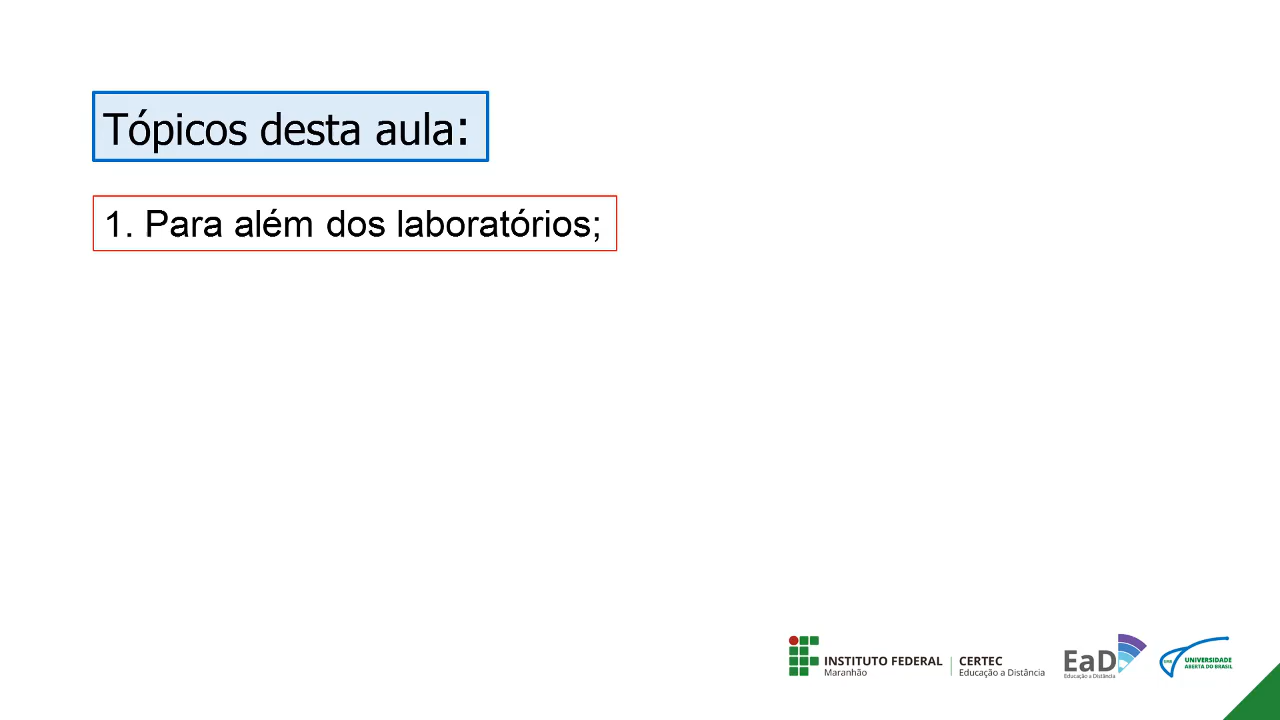 Tópicos desta aula:
1. Para além dos laboratórios;
INSTITUTO FEDERAL
Maranhão
CERTEC
Educação a Distância
EaD
Educação a Distância
UAB
UNIVERSIDADE
ABERTA DO BRASIL